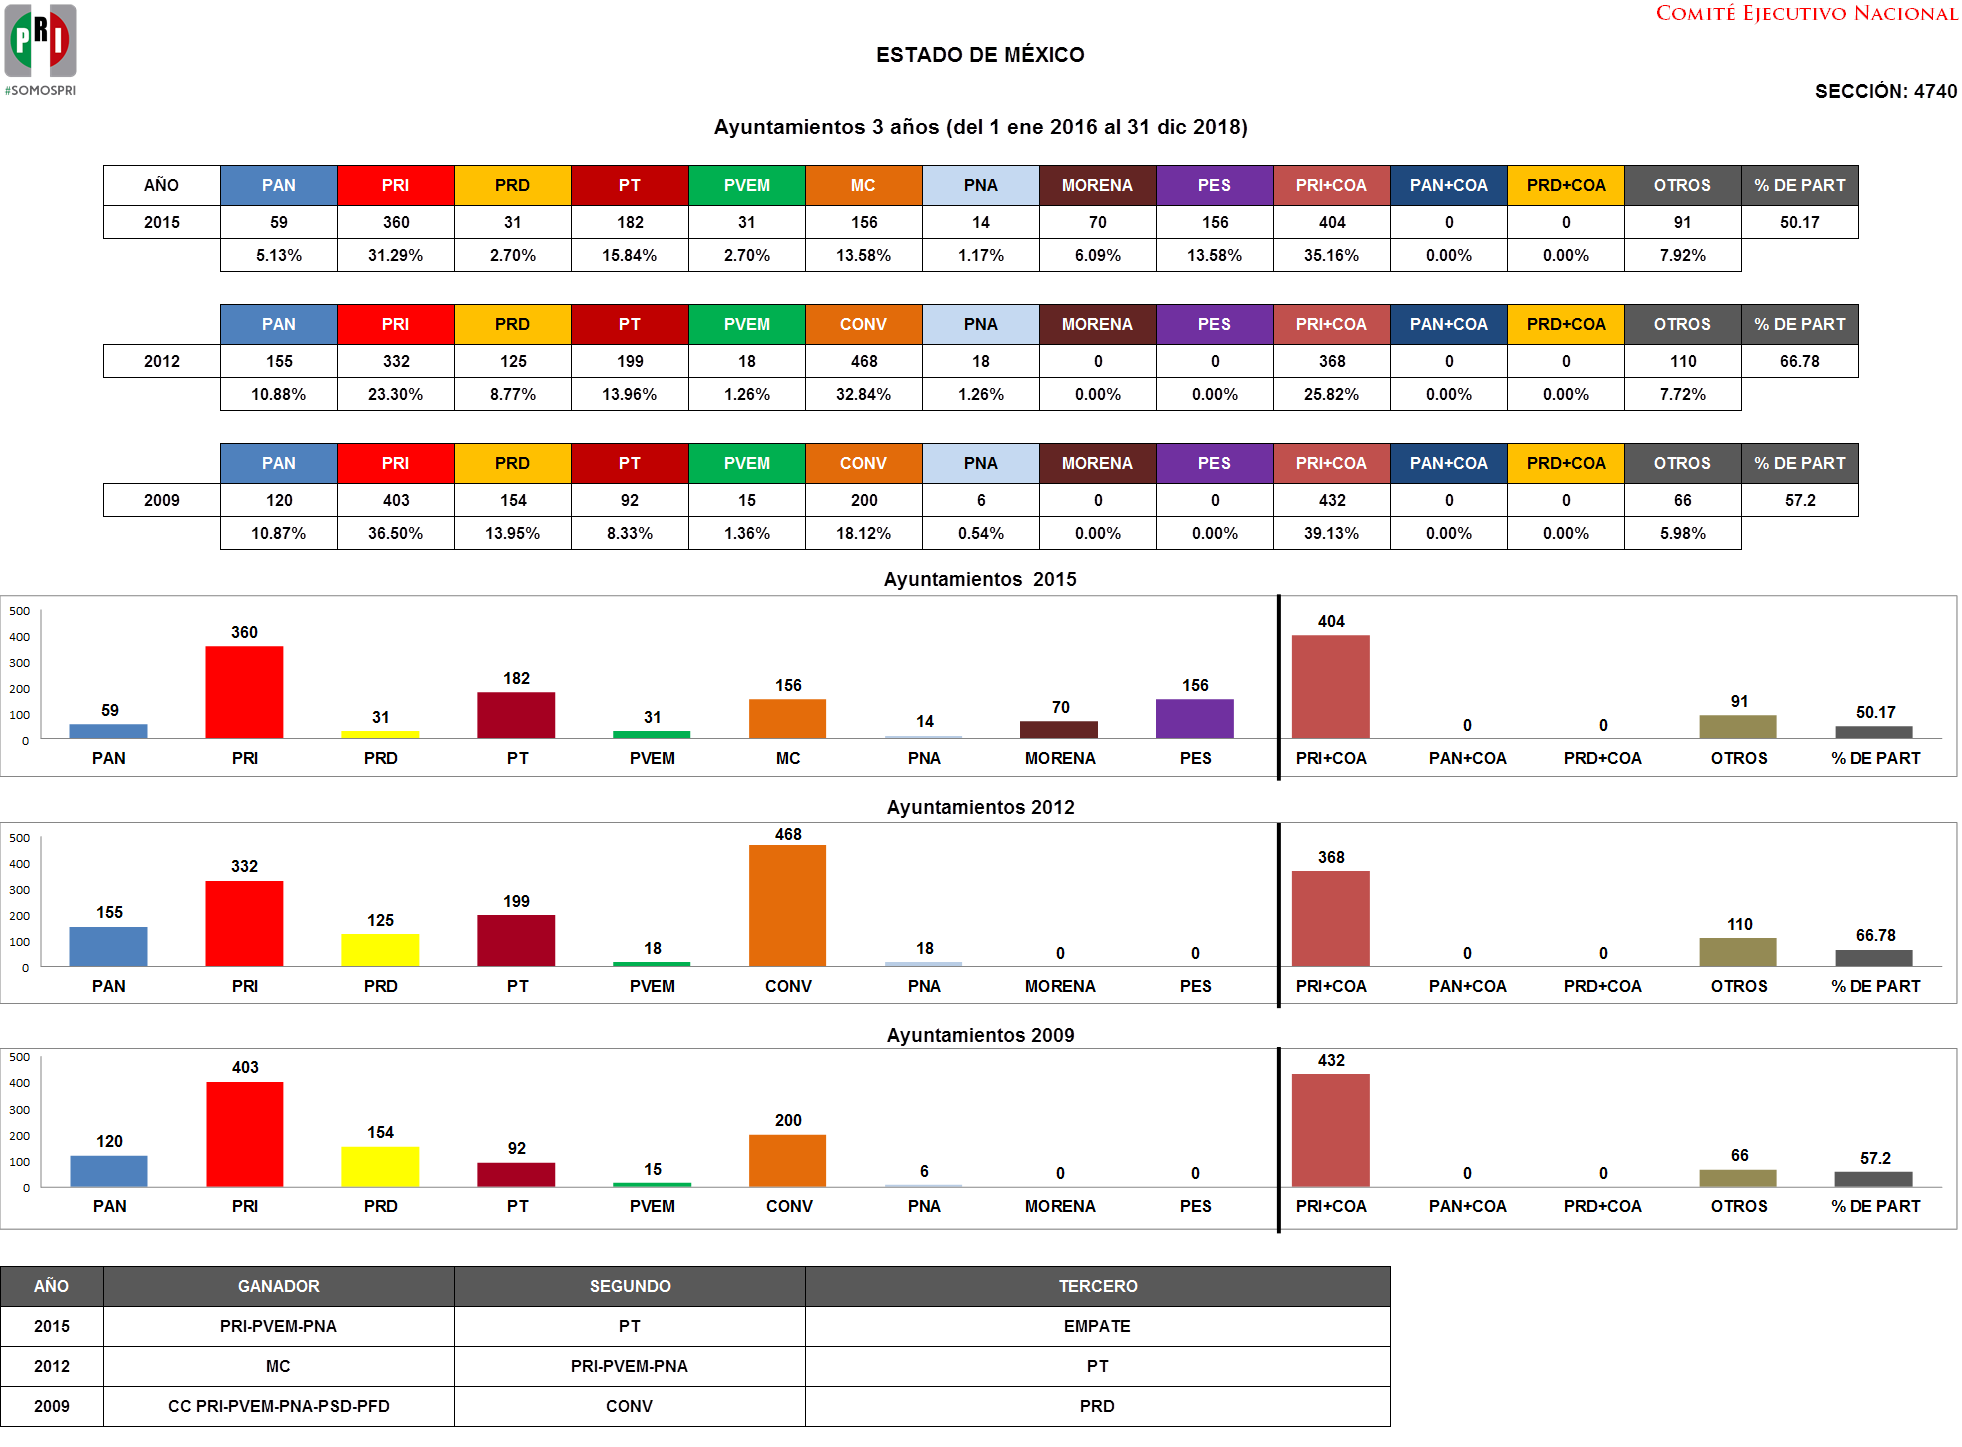 PRI
#SOMOSPRI
COMITÉ EJECUTIVO NACIONAL
ESTADO DE MÉXICO
SECCIÓN: 4740
Ayuntamientos 3 años (del 1 ene 2016 al 31 dic 2018)
AÑO PAN PRI PRD PT PVEM MC PNA MORENA PES PRI+COA PAN+COA PRD+COA OTROS % DE PART
2015 59 360 31 182 31 156 14 70 156 404 0 0 91 50.17
5.13% 31.29% 2.70% 15.84% 2.70% 13.58% 1.17% 6.09% 13.58% 35.16% 0.00% 0.00% 7.92%
PAN PRI PRD PT PVEM CONV PNA MORENA PES PRI+COA PAN+COA PRD+COA OTROS % DE PART
2012 155 332 125 199 18 468 18 0 0 368 0 0 110 66.78
10.88% 23.30% 8.77% 13.96% 1.26% 32.84% 1.26% 0.00% 0.00% 25.82% 0.00% 0.00% 7.72%
PAN PRI PRD PT PVEM CONV PNA MORENA PES PRI+COA PAN+COA PRD+COA OTROS % DE PART
2009 120 403 154 92 15 200 6 0 0 432 0 0 66 57.2
10.87% 36.50% 13.95% 8.33% 1.36% 18.12% 0.54% 0.00% 0.00% 39.13% 0.00% 0.00% 5.98%
Ayuntamientos 2015
500
400
300
200
100
0
59 360 31 182 31 156 14 70 156 404 0 0 91 50.17
PAN PRI PRD PT PVEM MC PNA MORENA PES PRI+COA PAN+COA PRD+COA OTROS % DE PART
Ayuntamientos 2012
500
400
300
200
100
0
155 332 125 199 18 468 18 0 0 368 0 0 110 66.78
PAN PRI PRD PT PVEM CONV PNA MORENA PES PRI+COA PAN+COA PRD+COA OTROS % DE PART
Ayuntamientos 2009
500
400
300
200
100
0
120 403 154 92 15 200 6 0 0 432 0 0 66 57.2
PAN PRI PRD PT PVEM CONV PNA MORENA PES PRI+COA PAN+COA PRD+COA OTROS % DE PART
AÑO GANADOR SEGUNDO TERCERO
2015 PRI-PVEM-PNA PT EMPATE
2012 MC PRI-PVEM-PNA PT
2009 CC PRI-PVEM-PNA-PSD-PFD CONV PRD